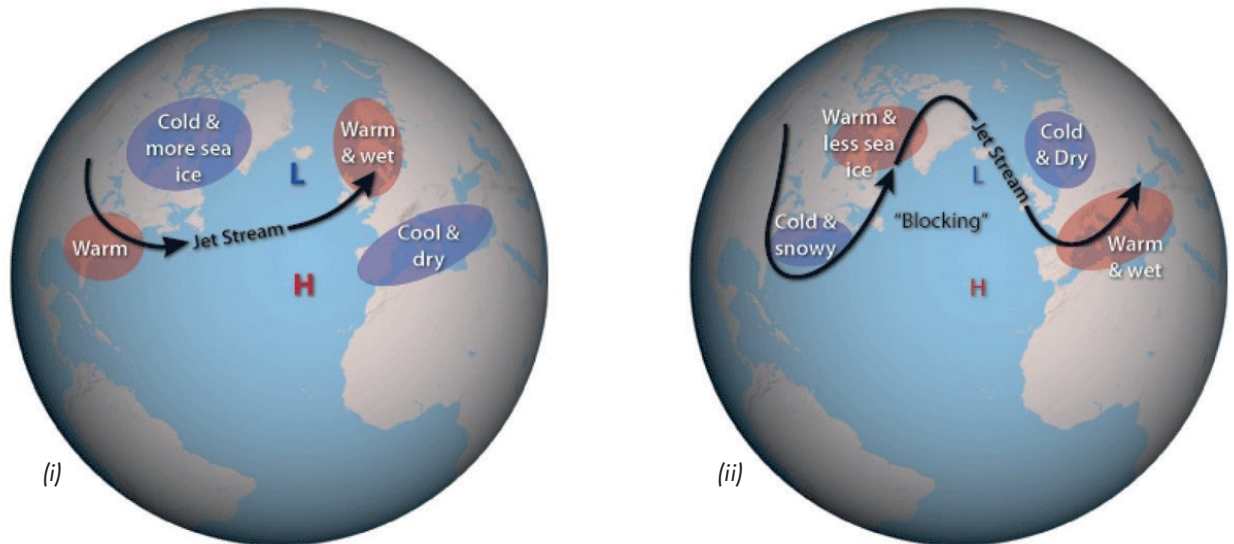 Cold &
more sea
ice
Warm
& wet
L
Warm
Jet Stream
Cool &
dry
H
(i)
Warm &
less sea
ice
Jet Stream
Cold
& Dry
L
Cold &
snowy
"Blocking"
Warm
& wet
H
(ii)